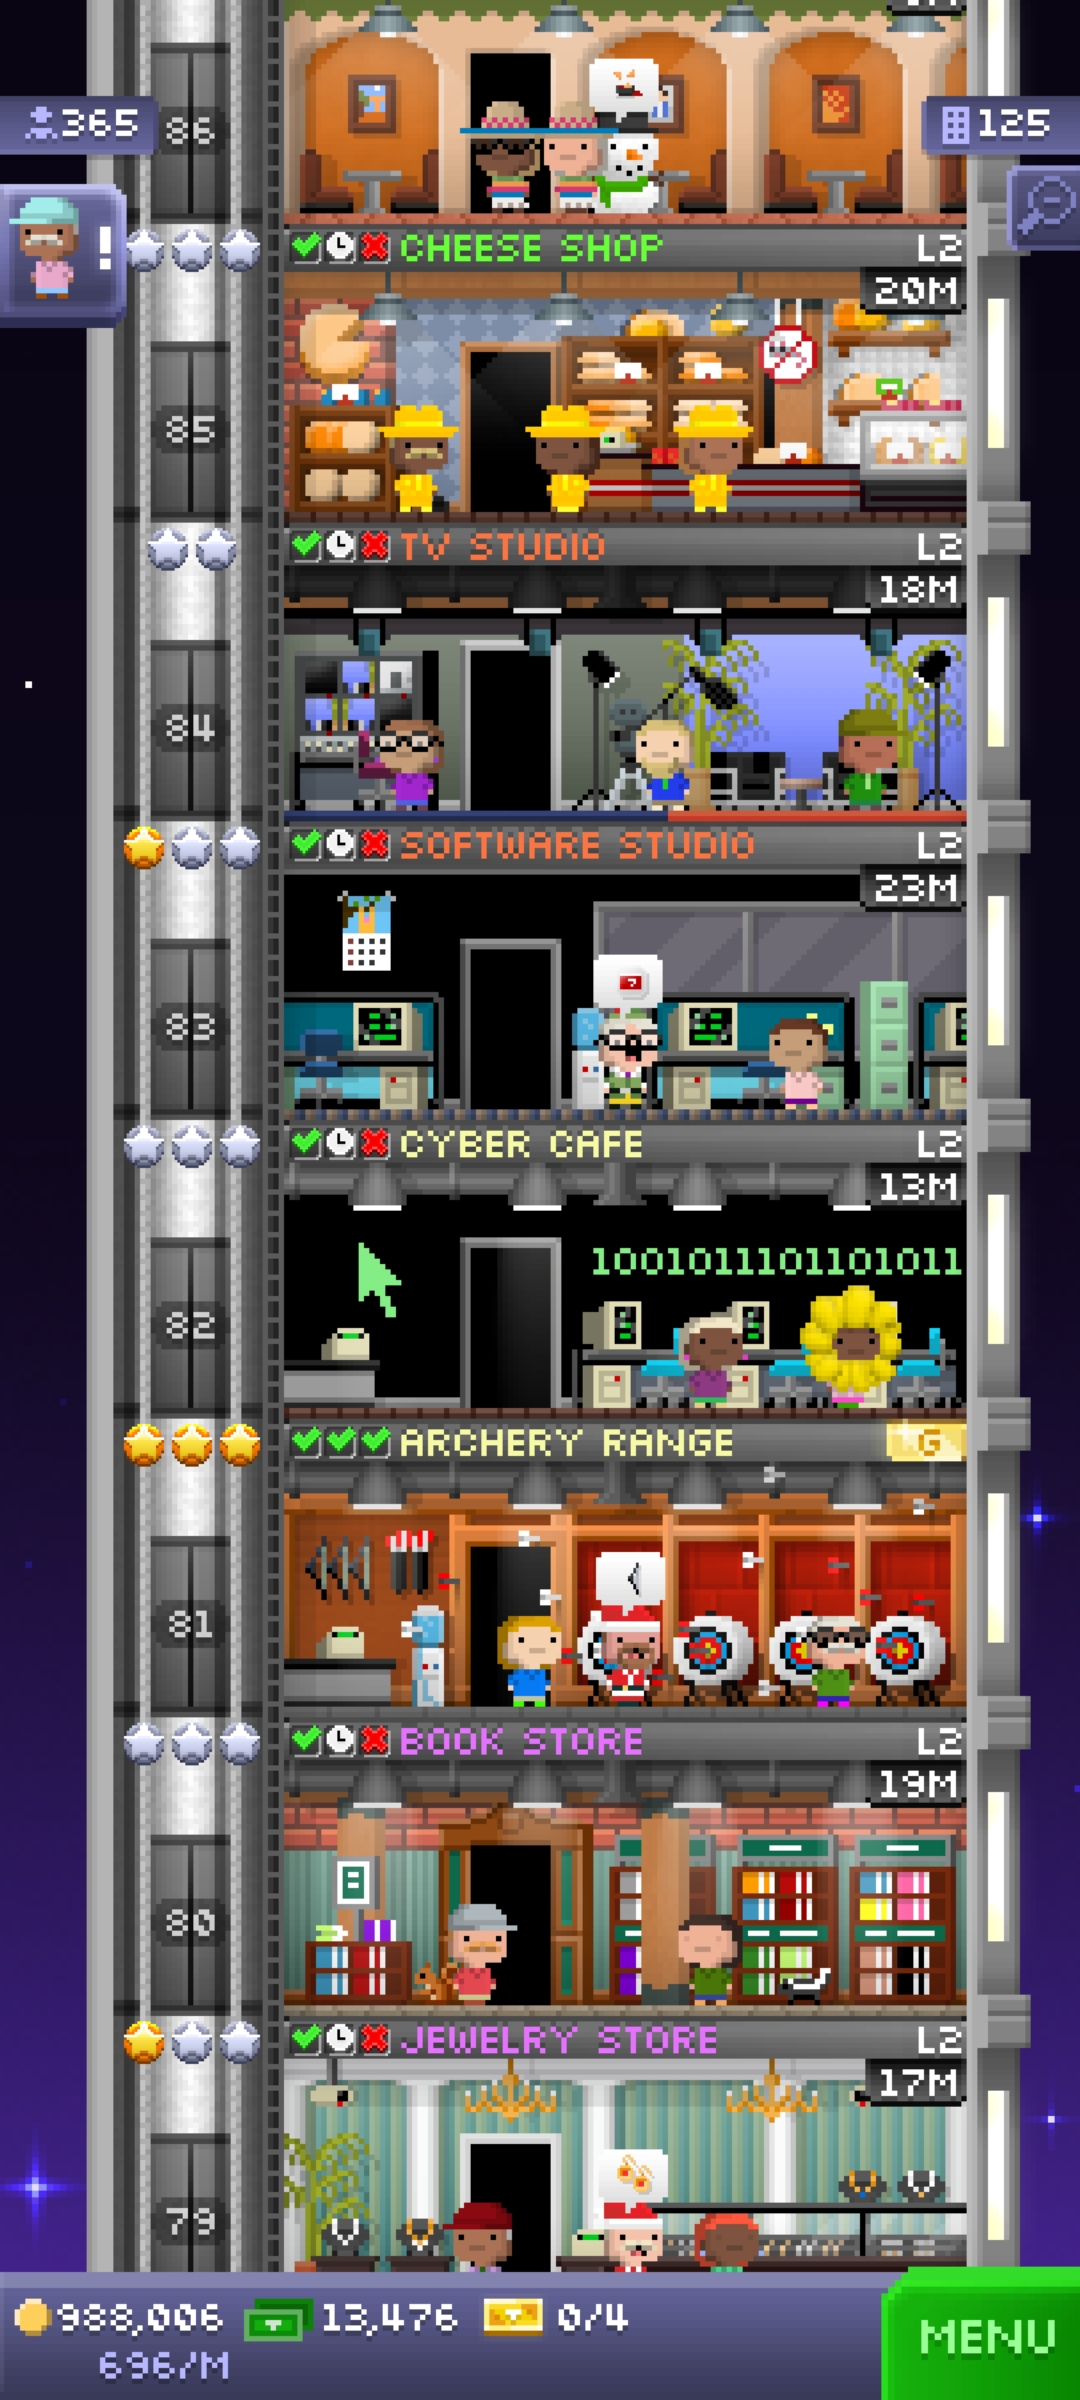 365
86
125
!
CHEESE SHOP L2
20M
85
TV STUDIO L2
18M
84
SOFTWARE STUDIO L2
23M
83
CYBER CAFE L2
13M
1001011101101011
82
ARCHERY RANGE G
81
BOOK STORE L2
19M
8
80
JEWELRY STORE L2
17M
79
988,006 13,476 0/4
696/M
MENU